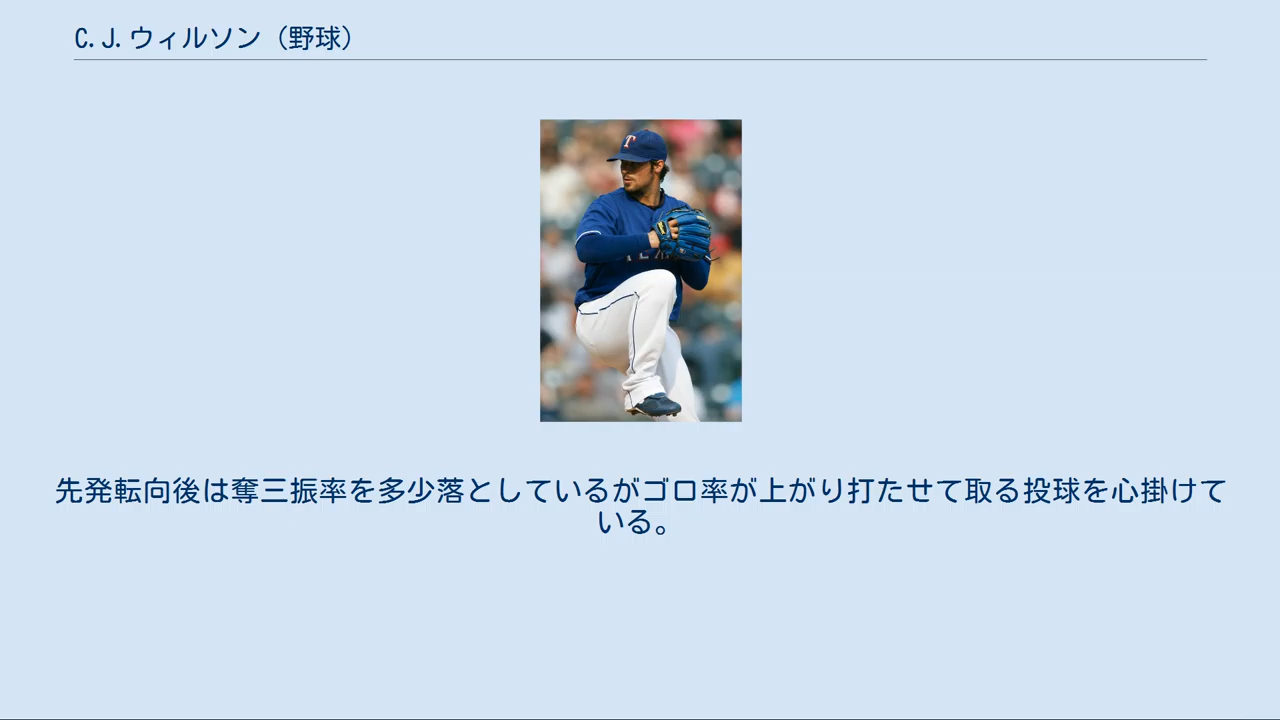 C.J.ウィルソン（野球）
T
TEXA
先発転向後は奪三振率を多少落としているがゴロ率が上がり打たせて取る投球を心掛けて
いる。